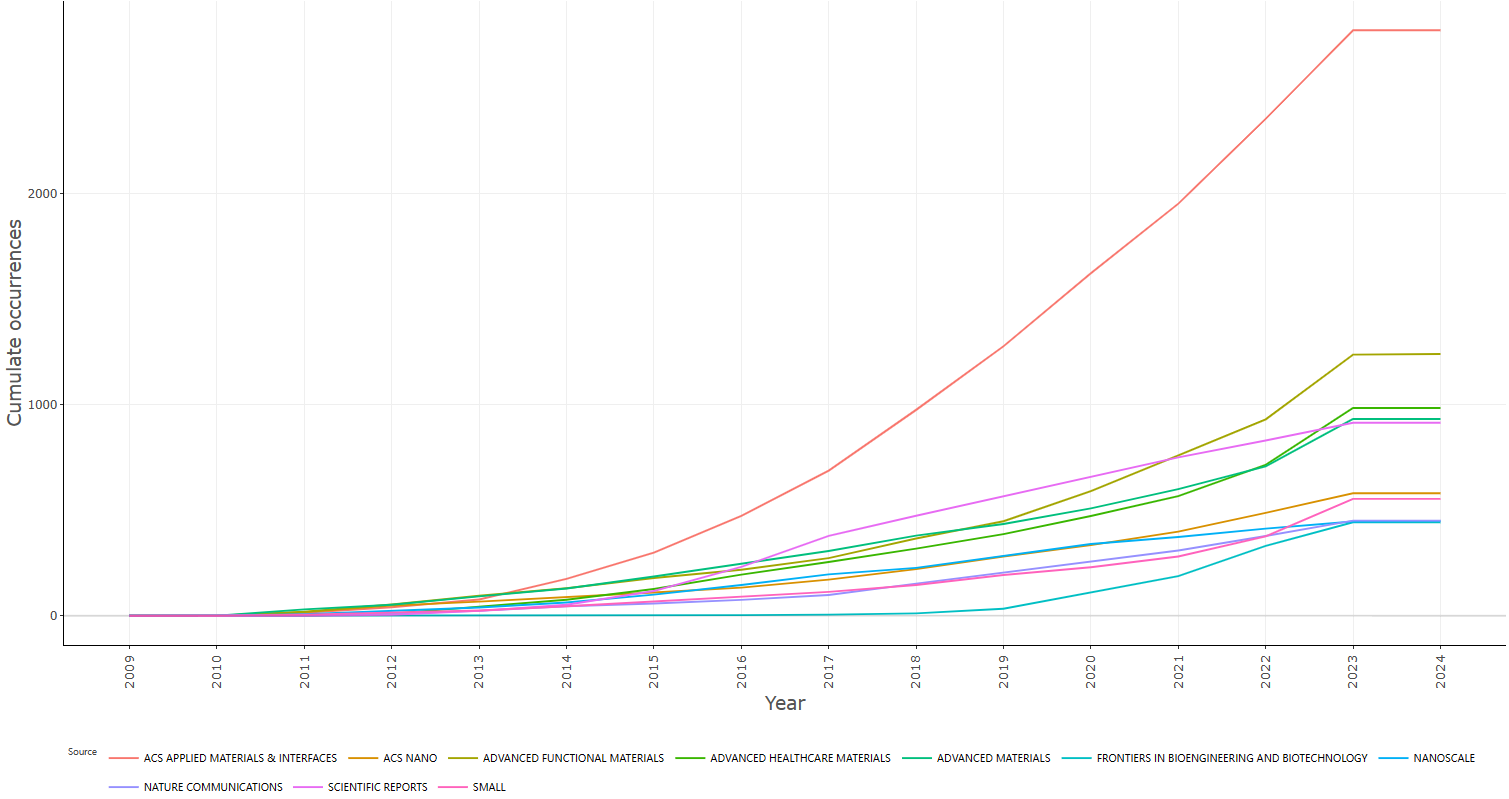 Cumulate occurrences
2000
1000
0
2009 2010 2011 2012 2013 2014 2015 2016 2017 2018 2019 2020 2021 2022 2023 2024
Year
Source
ACS APPLIED MATERIALS & INTERFACES ACS NANO ADVANCED FUNCTIONAL MATERIALS ADVANCED HEALTHCARE MATERIALS ADVANCED MATERIALS FRONTIERS IN BIOENGINEERING AND BIOTECHNOLOGY NANOSCALE
NATURE COMMUNICATIONS SCIENTIFIC REPORTS SMALL